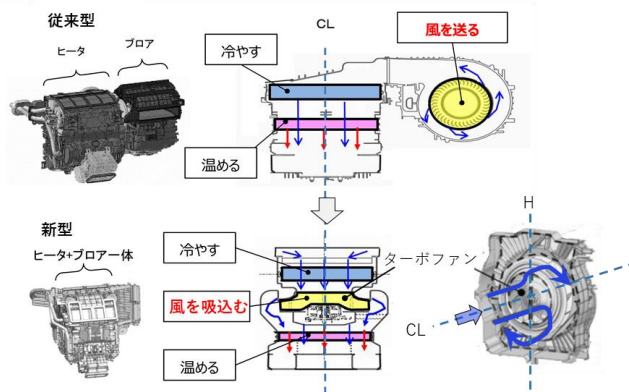 従来型
ヒータ
ブロア
CL
冷やす
風を送る
温める
新型
ヒータ+ブロア一体
冷やす
ターボファン
風を吸込む
温める
H
CL